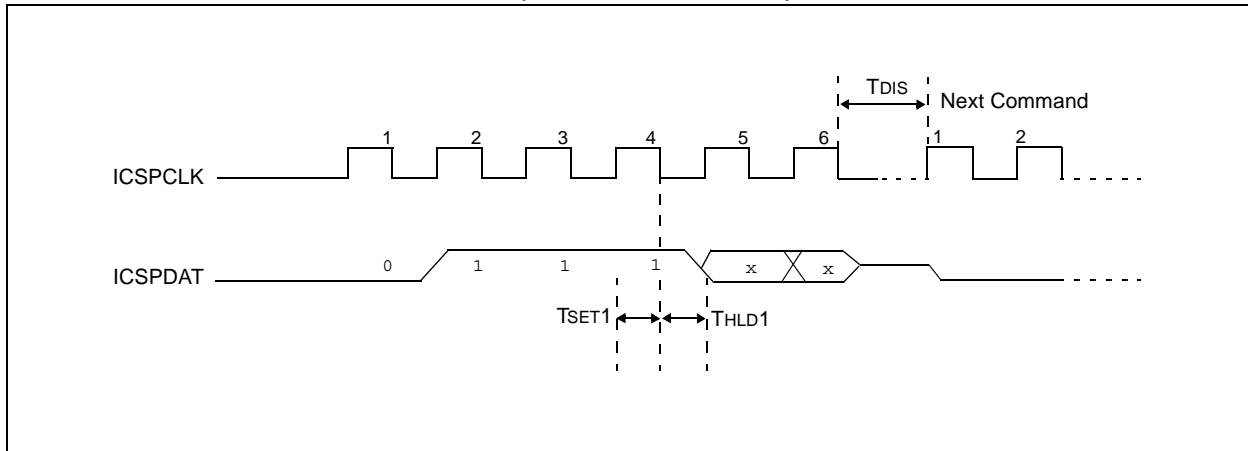 TDIS
Next Command
1 2 3 4 5 6 1 2
ICSPCLK
ICSPDAT
0 1 1 1 x x
TSET1 THLD1